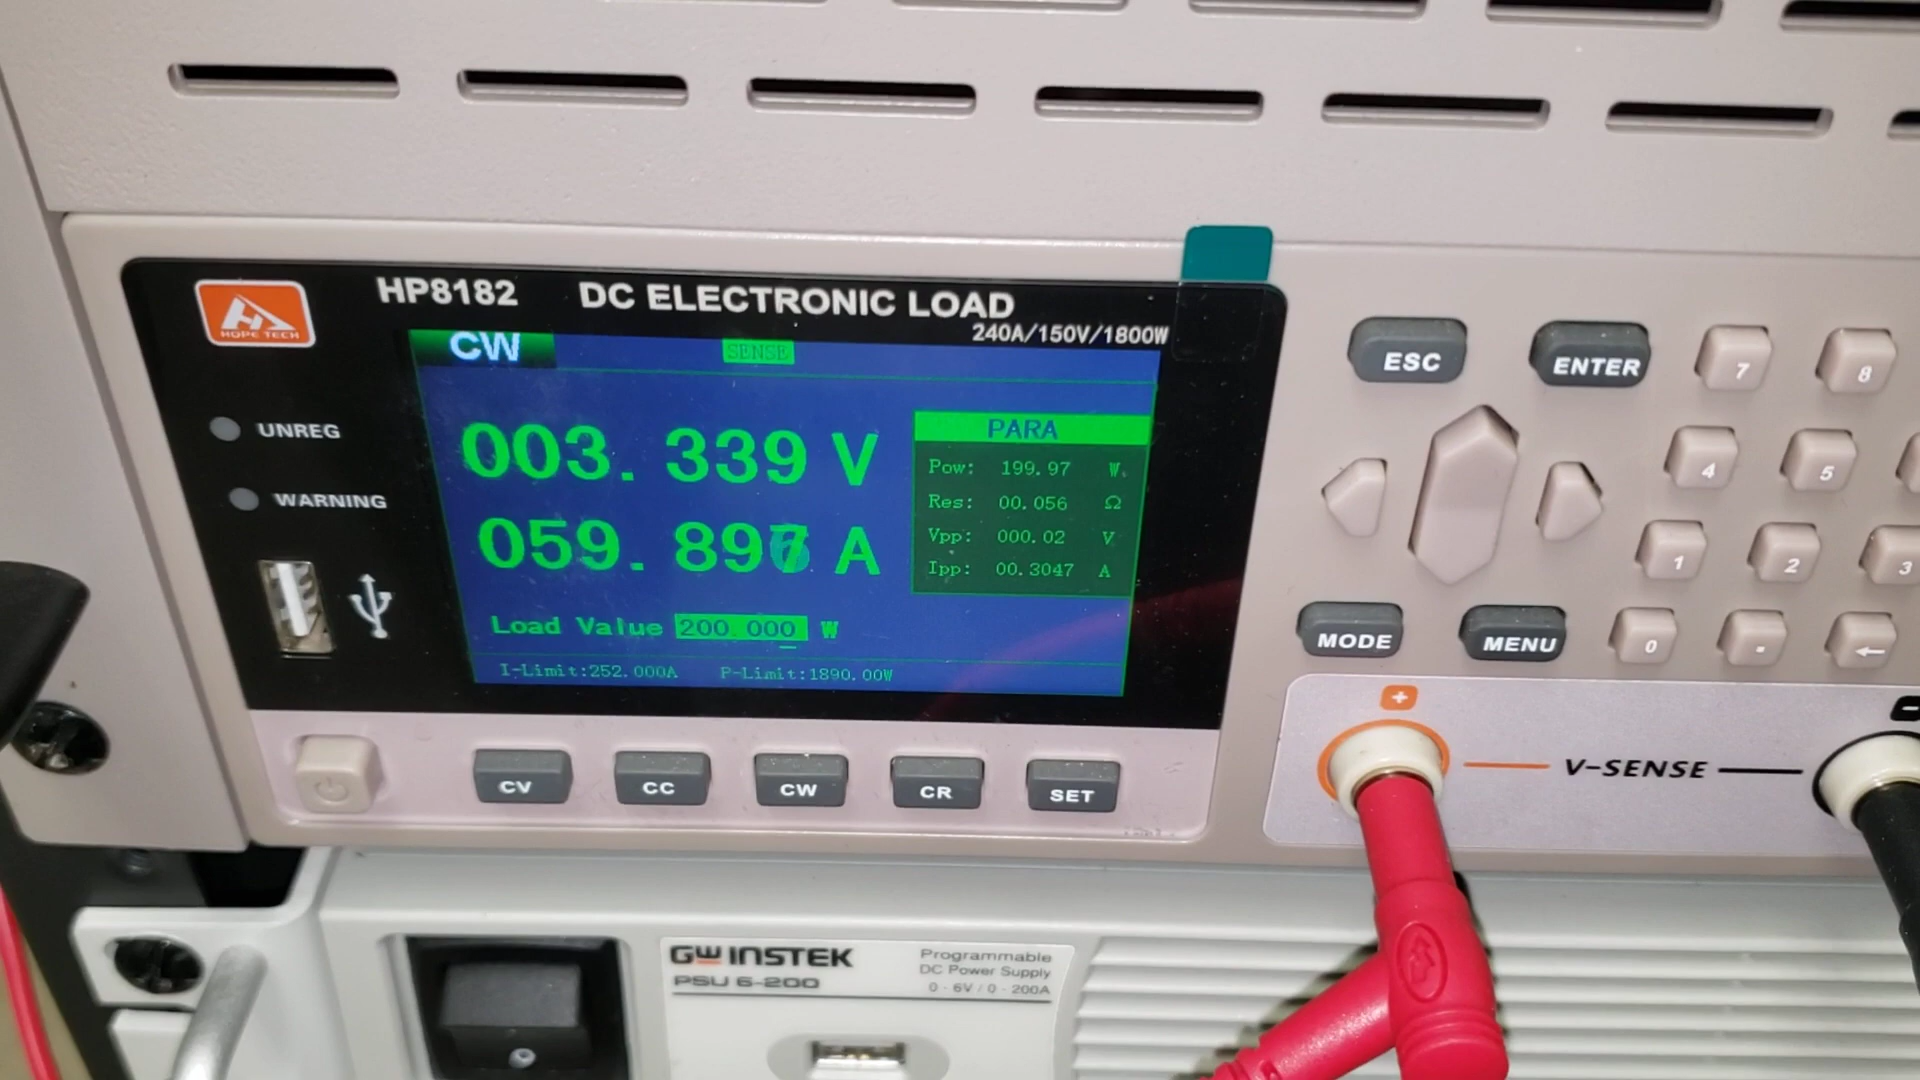 HOPE TECH
HP8182 DC ELECTRONIC LOAD
240A/150V/1800W
CW SENSE
UNREG
WARNING
003.339 V
059.897 A
PARA
Pow: 199.97 W
Res: 00.056 Ω
Vpp: 000.02 V
Ipp: 00.3047 A
Load Value 200.000 W
I-Limit:252.000A P-Limit:1890.00W
CV CC CW CR SET
ESC ENTER 7 8
4 5
1 2 3
MODE MENU 0 . ←
+ -
V-SENSE
GW INSTEK
PSU 6-200
Programmable
DC Power Supply
0 - 6V / 0 - 200A